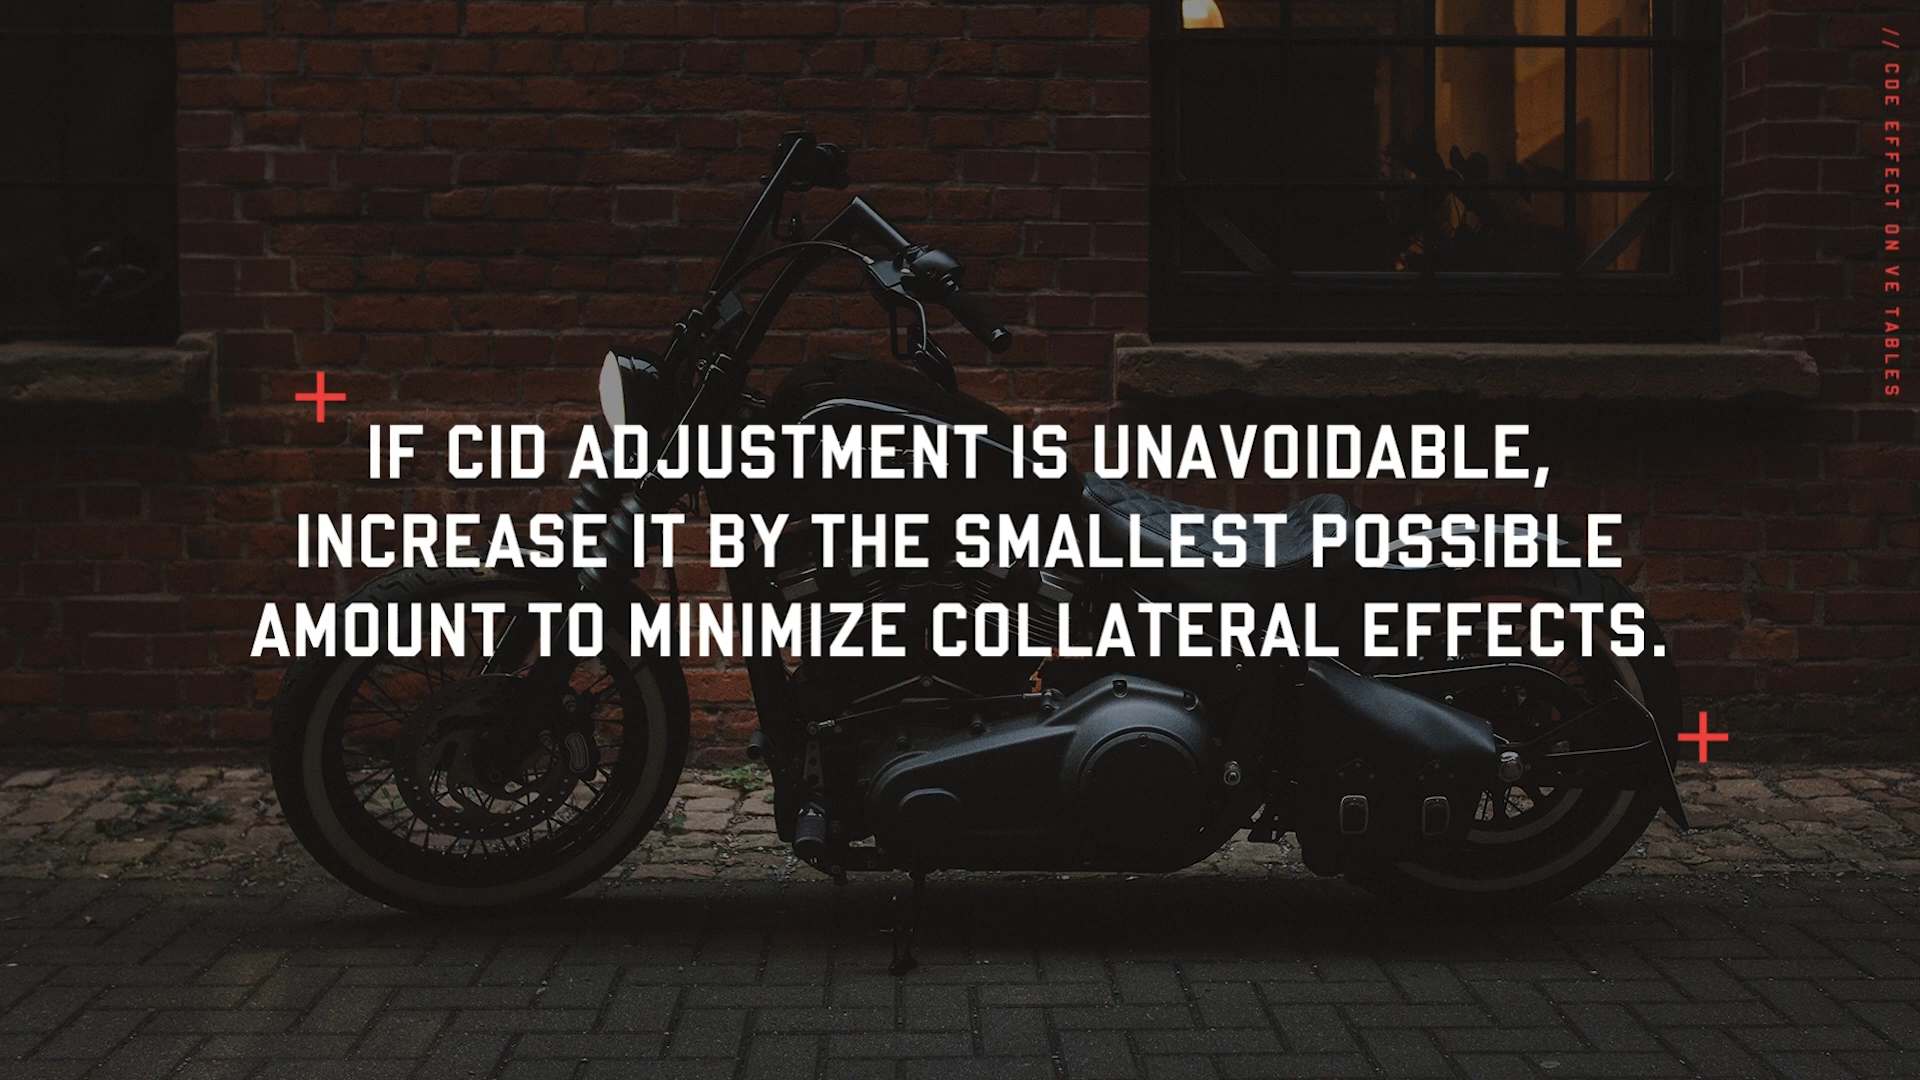 IF CID ADJUSTMENT IS UNAVOIDABLE,
INCREASE IT BY THE SMALLEST POSSIBLE
AMOUNT TO MINIMIZE COLLATERAL EFFECTS.
// CDE EFFECT ON VE TABLES